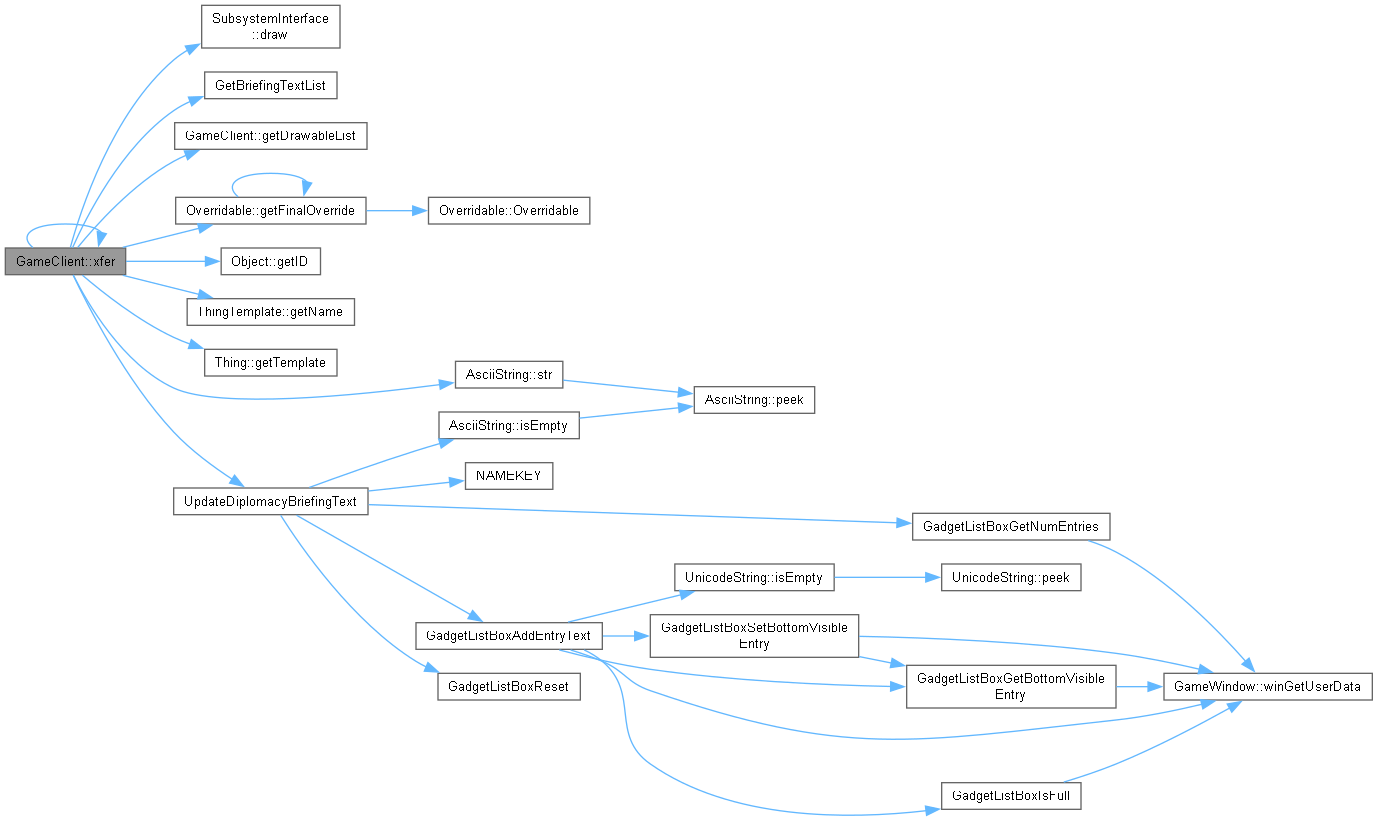 SubsystemInterface
::draw
GetBriefingTextList
GameClient::getDrawableList
Overridable::getFinalOverride
Overridable::Overridable
GameClient::xfer
Object::getID
ThingTemplate::getName
Thing::getTemplate
AsciiString::str
AsciiString::peek
AsciiString::isEmpty
NAMEKEY
UpdateDiplomacyBriefingText
GadgetListBoxGetNumEntries
UnicodeString::isEmpty
UnicodeString::peek
GadgetListBoxAddEntryText
GadgetListBoxSetBottomVisible
Entry
GadgetListBoxGetBottomVisible
Entry
GadgetListBoxReset
GameWindow::winGetUserData
GadgetListBoxIsFull